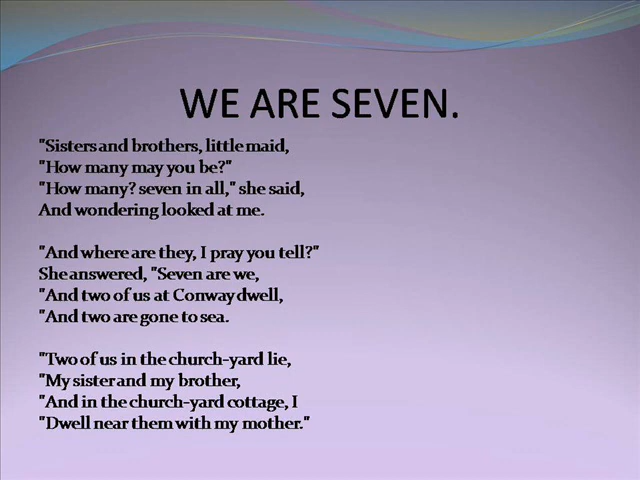 WE ARE SEVEN.
"Sisters and brothers, little maid,
"How many may you be?"
"How many? seven in all," she said,
And wondering looked at me.
"And where are they, I pray you tell?"
She answered, "Seven are we,
"And two of us at Conway dwell,
"And two are gone to sea.
"Two of us in the church-yard lie,
"My sister and my brother,
"And in the church-yard cottage, I
"Dwell near them with my mother."